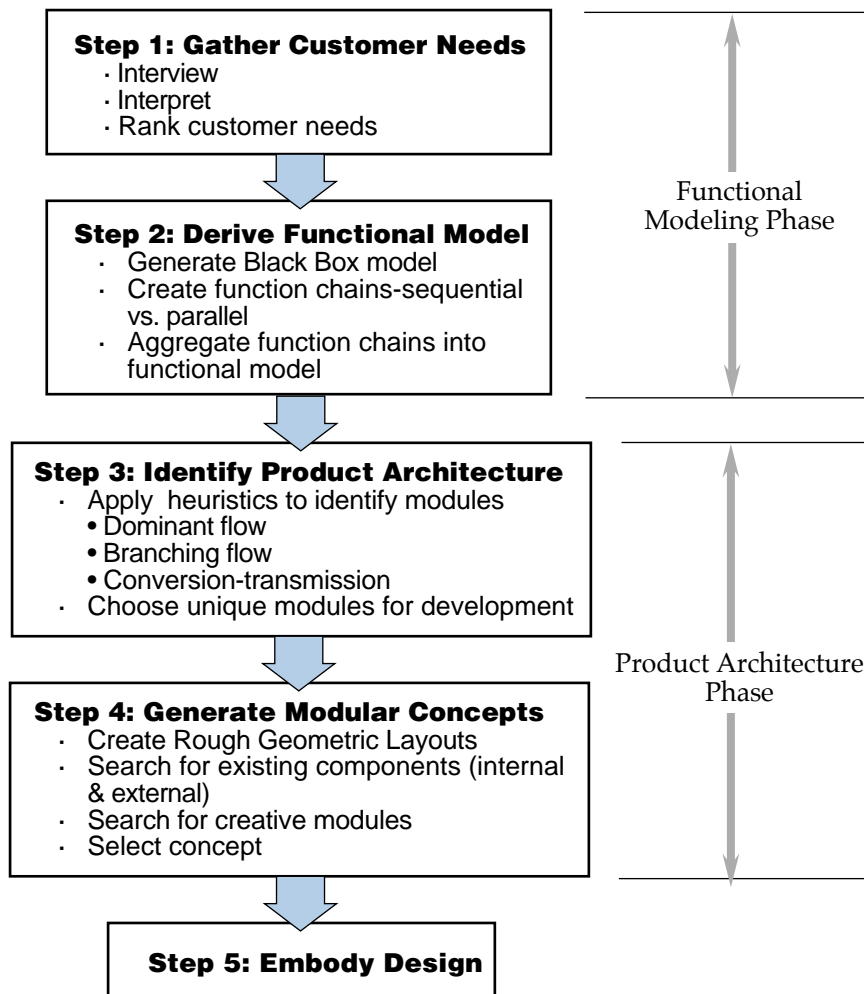 Step 1: Gather Customer Needs
· Interview
· Interpret
· Rank customer needs
Functional
Modeling Phase
Step 2: Derive Functional Model
· Generate Black Box model
· Create function chains-sequential
vs. parallel
· Aggregate function chains into
functional model
Step 3: Identify Product Architecture
· Apply heuristics to identify modules
• Dominant flow
• Branching flow
• Conversion-transmission
· Choose unique modules for development
Product Architecture
Phase
Step 4: Generate Modular Concepts
· Create Rough Geometric Layouts
· Search for existing components (internal
& external)
· Search for creative modules
· Select concept
Step 5: Embody Design